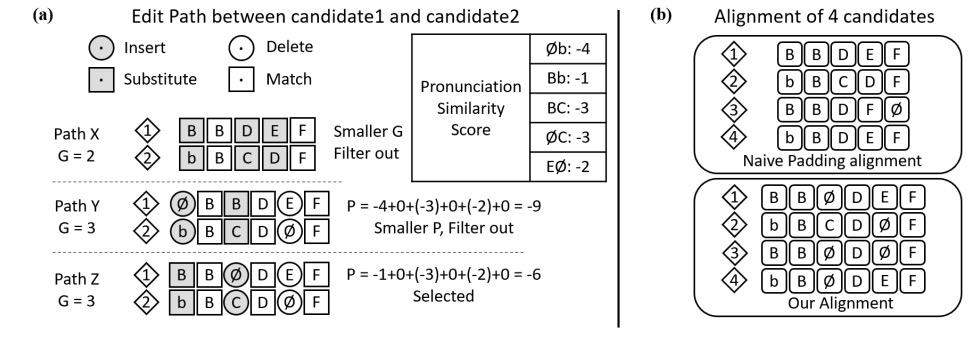 (a) Edit Path between candidate1 and candidate2
· Insert · Delete
· Substitute · Match
Pronunciation Similarity Score
Øb: -4
Bb: -1
BC: -3
ØC: -3
EØ: -2
Path X
G = 2
1 B B D E F
2 b B C D F
Smaller G
Filter out
Path Y
G = 3
1 Ø B B D E F
2 b B C D Ø F
P = -4+0+(-3)+0+(-2)+0 = -9
Smaller P, Filter out
Path Z
G = 3
1 B B Ø D E F
2 b B C D Ø F
P = -1+0+(-3)+0+(-2)+0 = -6
Selected
(b) Alignment of 4 candidates
1 B B D E F
2 b B C D F
3 B B D F Ø
4 b B D E F
Naive Padding alignment
1 B B Ø D E F
2 b B C D Ø F
3 B B Ø D Ø F
4 b B Ø D E F
Our Alignment